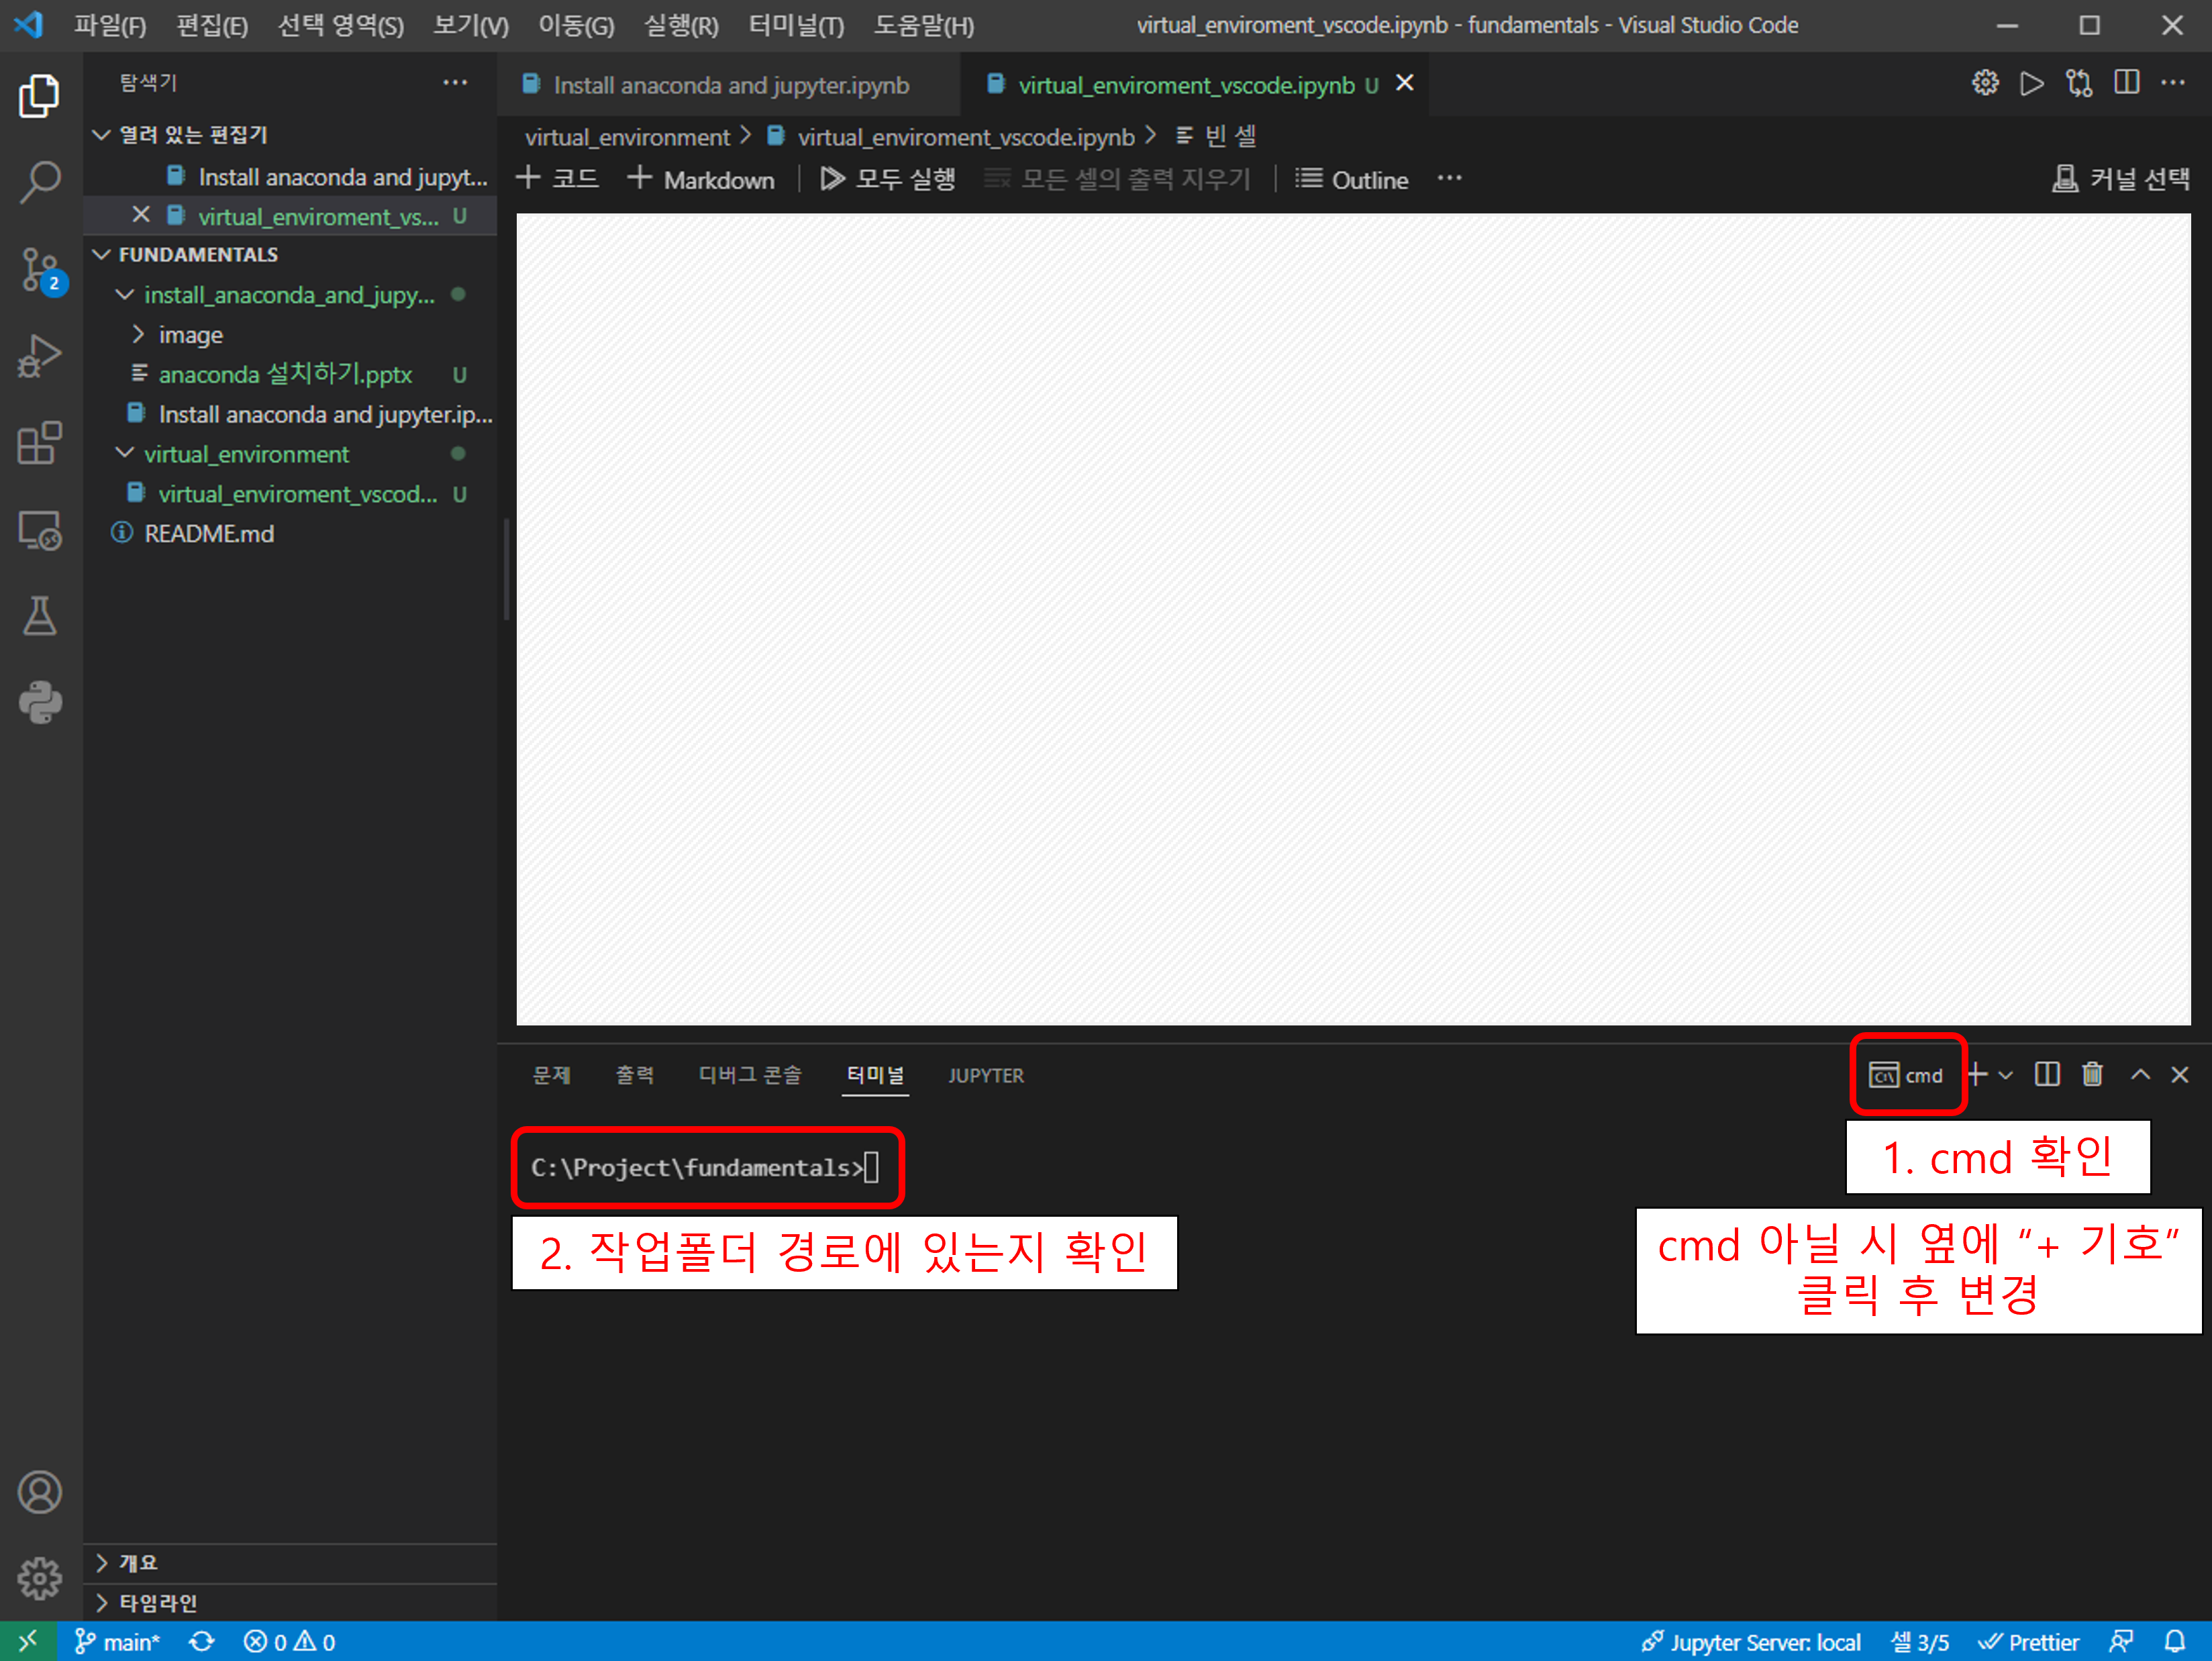 파일(F) 편집(E) 선택 영역(S) 보기(V) 이동(G) 실행(R) 터미널(T) 도움말(H) virtual_enviroment_vscode.ipynb - fundamentals - Visual Studio Code
탐색기 ···
Install anaconda and jupyter.ipynb virtual_enviroment_vscode.ipynb U
열려 있는 편집기
virtual_environment > virtual_enviroment_vscode.ipynb > 빈 셀
Install anaconda and jupyt...
코드 Markdown 모두 실행 모든 셀의 출력 지우기 Outline ··· 커널 선택
virtual_enviroment_vs... U
2
FUNDAMENTALS
install_anaconda_and_jupy...
image
anaconda 설치하기.pptx U
Install anaconda and jupyter.ip...
virtual_environment
virtual_enviroment_vscod... U
README.md
문제 출력 디버그 콘솔 터미널 JUPYTER cmd
C:\Project\fundamentals>
1. cmd 확인
2. 작업폴더 경로에 있는지 확인
cmd 아닐 시 옆에 “+ 기호”
클릭 후 변경
개요
타임라인
main* 0 0 Jupyter Server: local 셀 3/5 Prettier